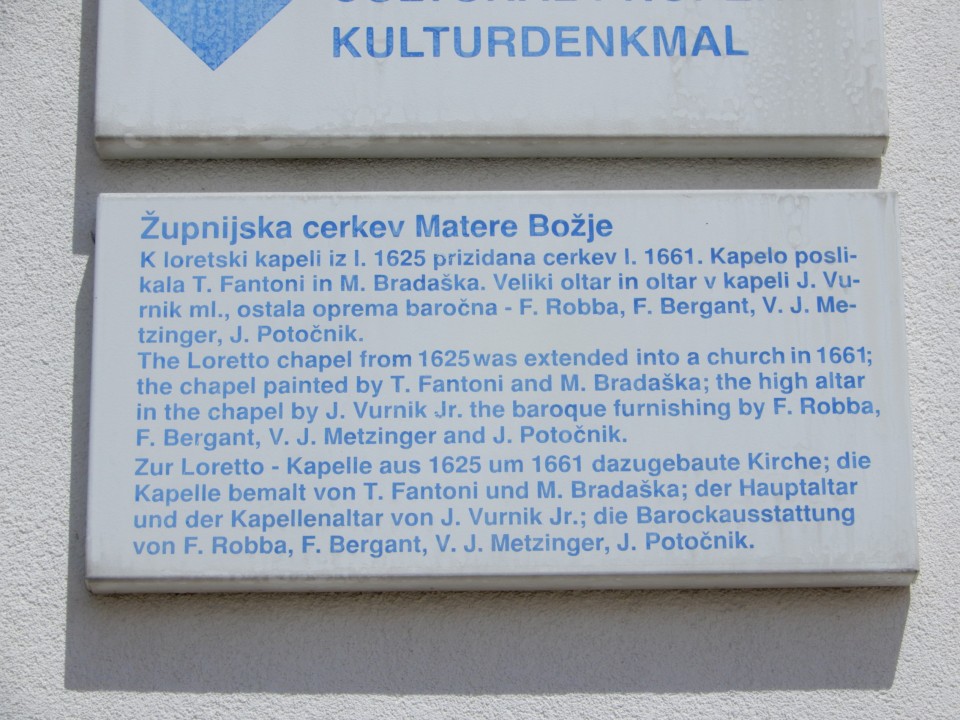 KULTURDENKMAL
Župnijska cerkev Matere Božje
K loretski kapeli iz l. 1625 prizidana cerkev l. 1661. Kapelo posli-
kala T. Fantoni in M. Bradaška. Veliki oltar in oltar v kapeli J. Vu-
rnik ml., ostala oprema baročna - F. Robba, F. Bergant, V. J. Me-
tzinger, J. Potočnik.
The Loretto chapel from 1625 was extended into a church in 1661;
the chapel painted by T. Fantoni and M. Bradaška; the high altar
in the chapel by J. Vurnik Jr. the baroque furnishing by F. Robba,
F. Bergant, V. J. Metzinger and J. Potočnik.
Zur Loretto - Kapelle aus 1625 um 1661 dazugebaute Kirche; die
Kapelle bemalt von T. Fantoni und M. Bradaška; der Hauptaltar
und der Kapellenaltar von J. Vurnik Jr.; die Barockausstattung
von F. Robba, F. Bergant, V. J. Metzinger, J. Potočnik.